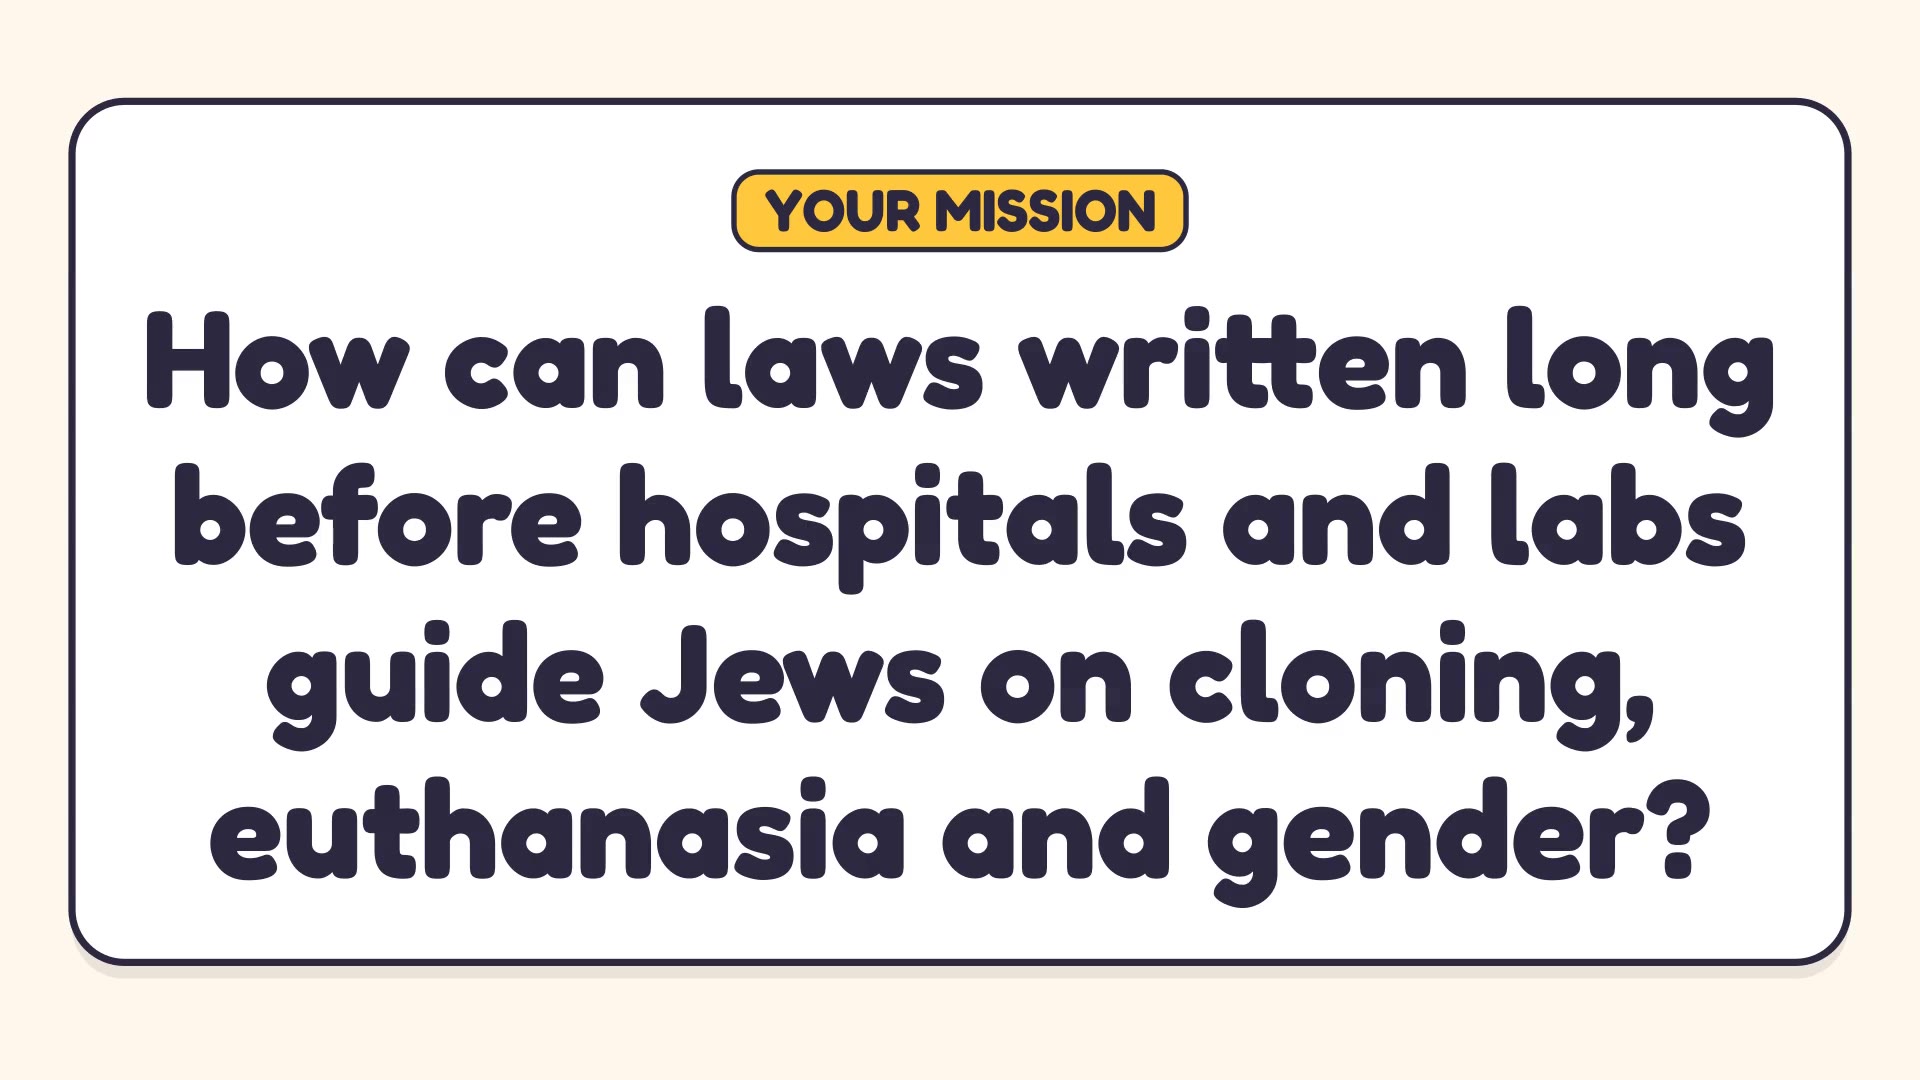 YOUR MISSION
How can laws written long
before hospitals and labs
guide Jews on cloning,
euthanasia and gender?